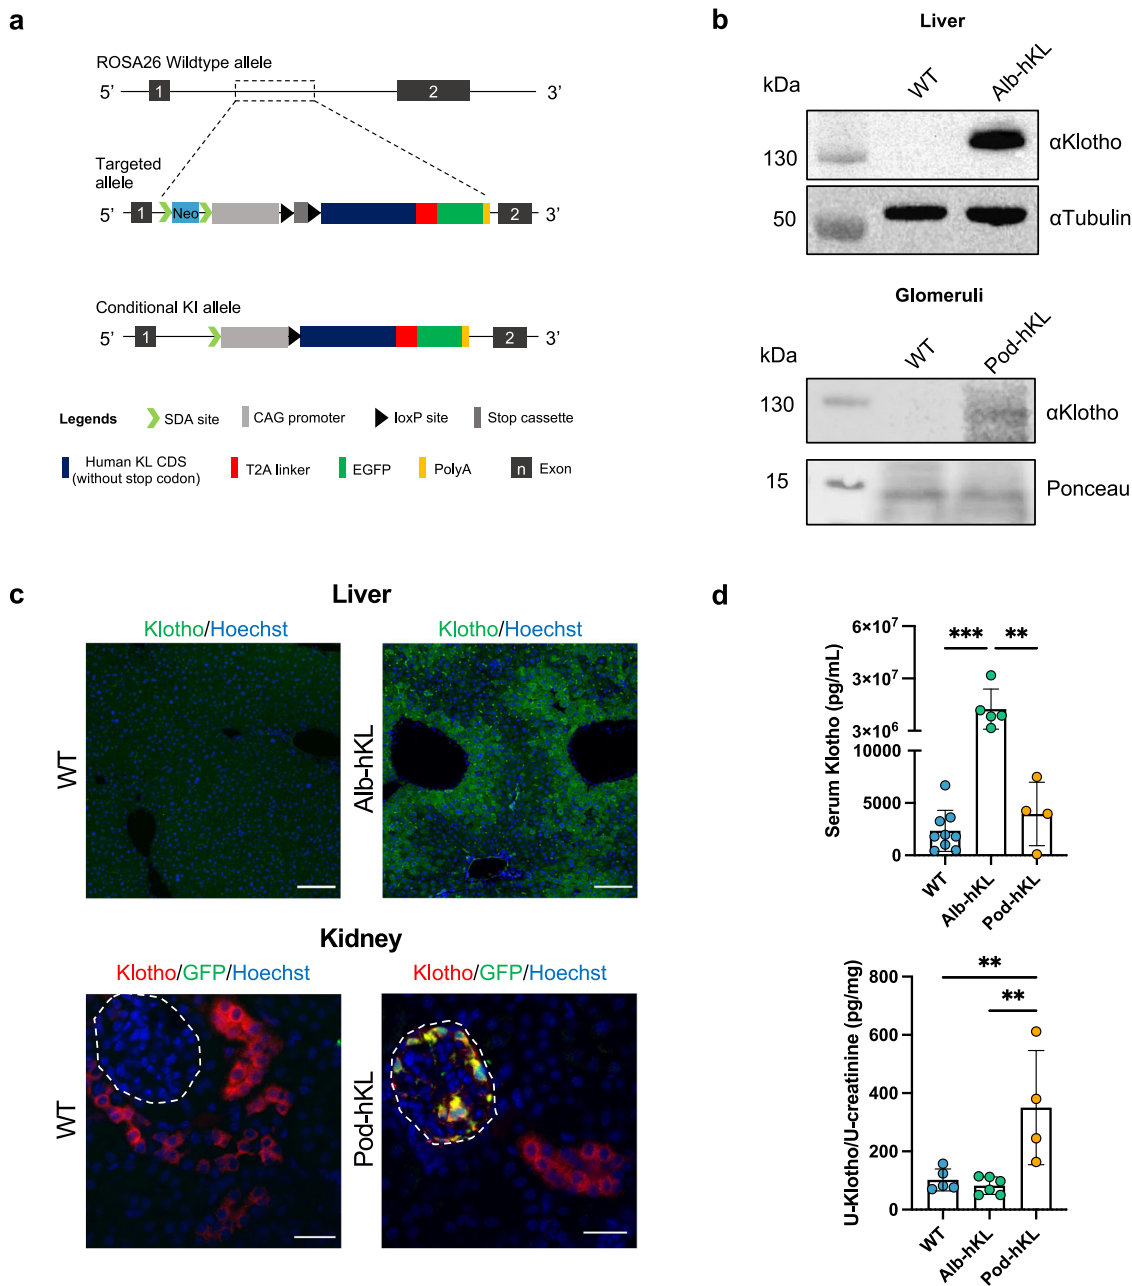 a
ROSA26 Wildtype allele
5’ 1 2 3’
Targeted
allele
5’ 1 Neo 2 3’
Conditional KI allele
5’ 1 2 3’
Legends SDA site CAG promoter loxP site Stop cassette
Human KL CDS
(without stop codon) T2A linker EGFP PolyA n Exon
b
Liver
kDa WT Alb-hKL
130 αKlotho
50 αTubulin
Glomeruli
kDa WT Pod-hKL
130 αKlotho
15 Ponceau
c
Liver
Klotho/Hoechst Klotho/Hoechst
WT Alb-hKL
Kidney
Klotho/GFP/Hoechst Klotho/GFP/Hoechst
WT Pod-hKL
d
Serum Klotho (pg/mL)
6×10⁷
3×10⁷
3×10⁶
10000
5000
0
*** **
WT Alb-hKL Pod-hKL
U-Klotho/U-creatinine (pg/mg)
800
600
400
200
0
**
**
WT Alb-hKL Pod-hKL